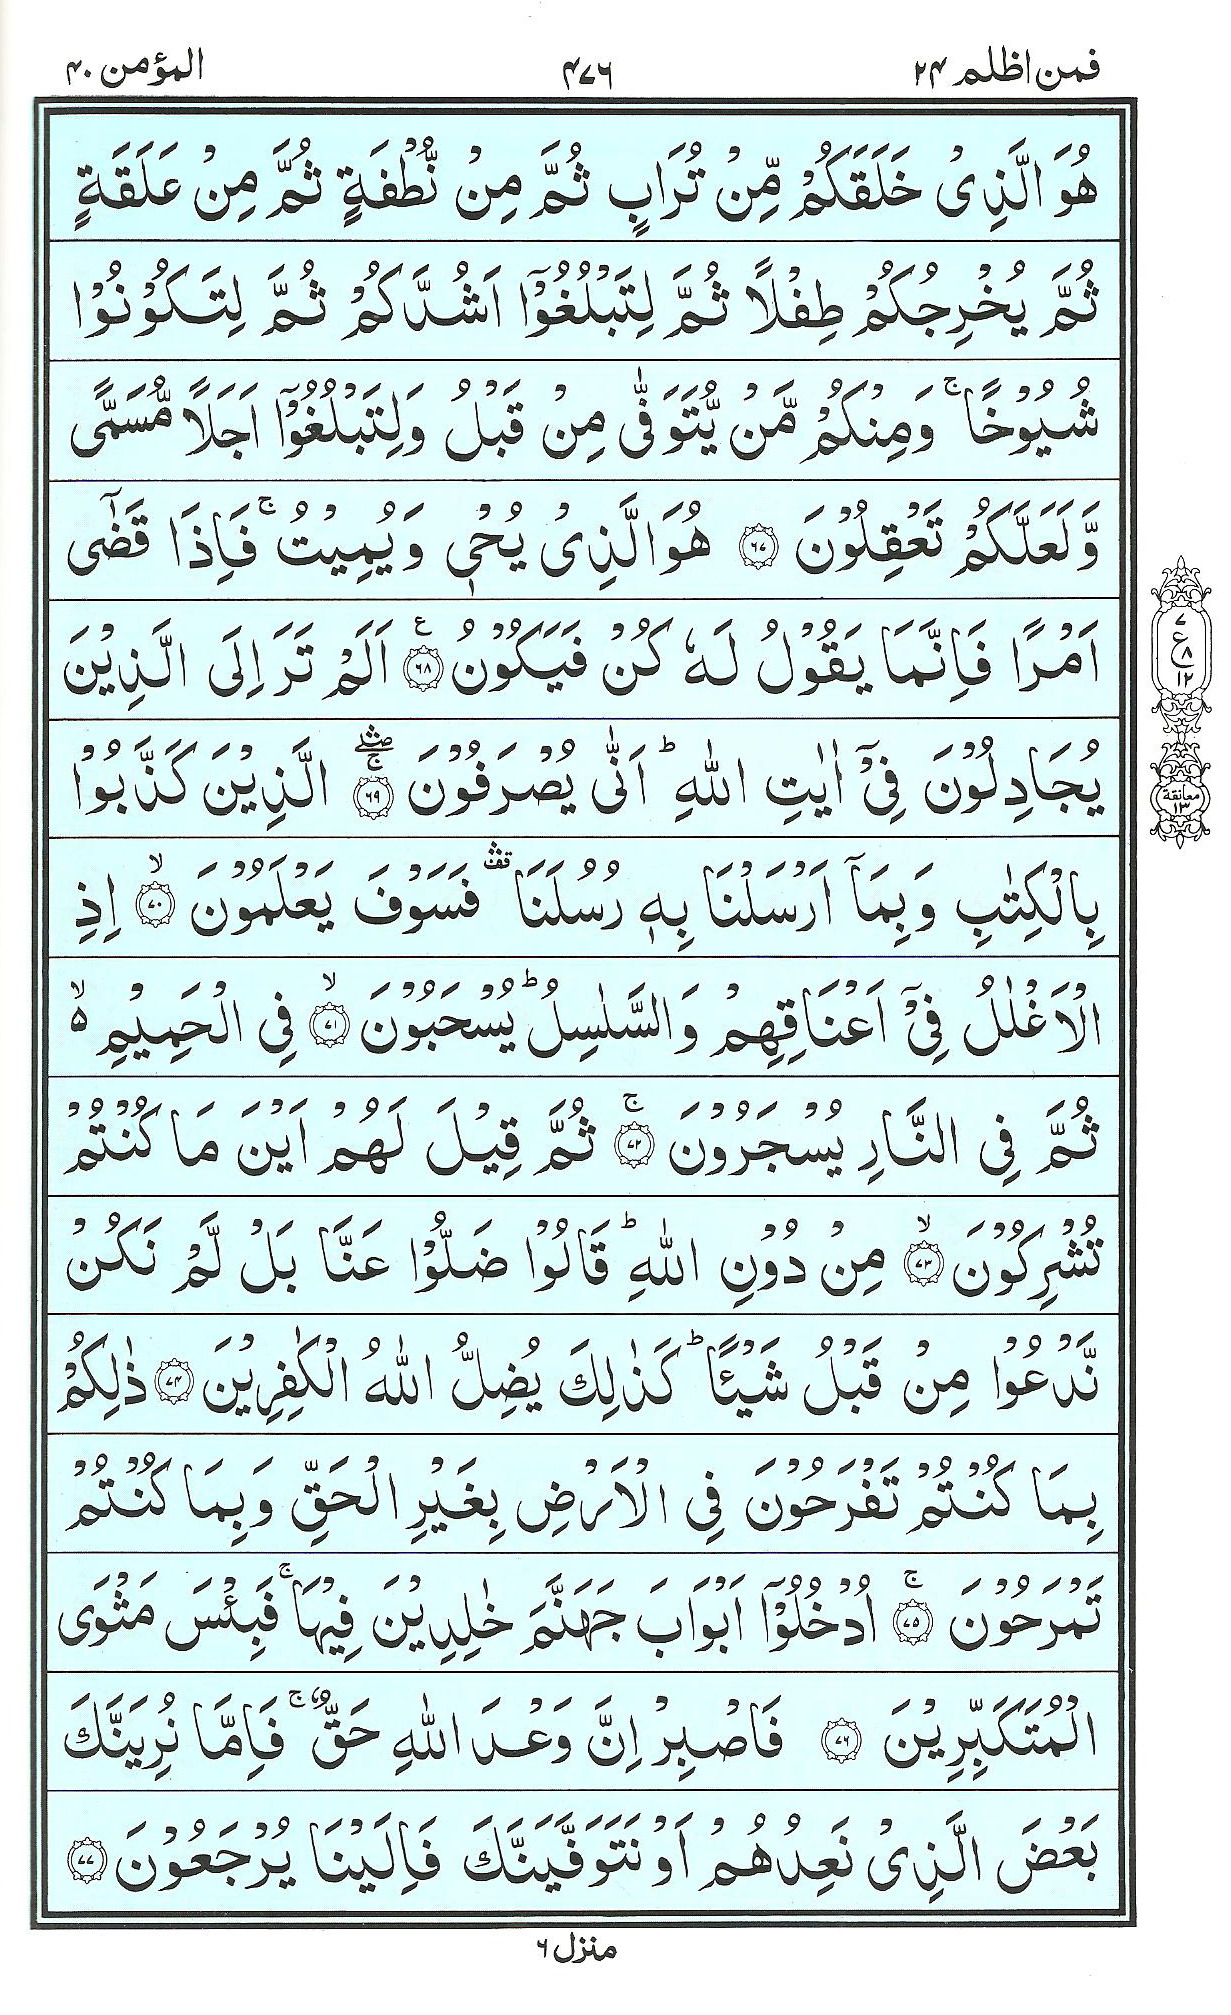 فمن اظلم ۲۴
۴۷۶
المؤمن ۴۰
هُوَ الَّذِىْ خَلَقَكُمْ مِّنْ تُرَابٍ ثُمَّ مِنْ نُّطْفَةٍ ثُمَّ مِنْ عَلَقَةٍ
ثُمَّ يُخْرِجُكُمْ طِفْلًا ثُمَّ لِتَبْلُغُوْۤا اَشُدَّكُمْ ثُمَّ لِتَكُوْنُوْا
شُيُوْخًا ۚ وَمِنْكُمْ مَّنْ يُّتَوَفّٰى مِنْ قَبْلُ وَلِتَبْلُغُوْۤا اَجَلًا مُّسَمًّى
وَّلَعَلَّكُمْ تَعْقِلُوْنَ ﴿۶۷﴾ هُوَ الَّذِىْ يُحْىٖ وَيُمِيْتُ ۚ فَاِذَا قَضٰۤى
اَمْرًا فَاِنَّمَا يَقُوْلُ لَهٗ كُنْ فَيَكُوْنُ ﴿۶۸﴾ ع اَلَمْ تَرَ اِلَى الَّذِيْنَ
يُجَادِلُوْنَ فِىْۤ اٰيٰتِ اللّٰهِ ؕ اَنّٰى يُصْرَفُوْنَ ﴿۶۹﴾ ۛۚ ۖ الَّذِيْنَ كَذَّبُوْا
بِالْكِتٰبِ وَبِمَاۤ اَرْسَلْنَا بِهٖ رُسُلَنَا ۛ قف فَسَوْفَ يَعْلَمُوْنَ ﴿۷۰﴾ ۙ اِذِ
الْاَغْلٰلُ فِىْۤ اَعْنَاقِهِمْ وَالسَّلٰسِلُ ؕ يُسْحَبُوْنَ ﴿۷۱﴾ ۙ فِى الْحَمِيْمِ ۵ ۙ
ثُمَّ فِى النَّارِ يُسْجَرُوْنَ ﴿۷۲﴾ ۚ ثُمَّ قِيْلَ لَهُمْ اَيْنَ مَا كُنْتُمْ
تُشْرِكُوْنَ ﴿۷۳﴾ ۙ مِنْ دُوْنِ اللّٰهِ ؕ قَالُوْا ضَلُّوْا عَنَّا بَلْ لَّمْ نَكُنْ
نَّدْعُوْا مِنْ قَبْلُ شَيْئًا ؕ كَذٰلِكَ يُضِلُّ اللّٰهُ الْكٰفِرِيْنَ ﴿۷۴﴾ ذٰلِكُمْ
بِمَا كُنْتُمْ تَفْرَحُوْنَ فِى الْاَرْضِ بِغَيْرِ الْحَقِّ وَبِمَا كُنْتُمْ
تَمْرَحُوْنَ ﴿۷۵﴾ ۚ اُدْخُلُوْۤا اَبْوَابَ جَهَنَّمَ خٰلِدِيْنَ فِيْهَا ۚ فَبِئْسَ مَثْوَى
الْمُتَكَبِّرِيْنَ ﴿۷۶﴾ فَاصْبِرْ اِنَّ وَعْدَ اللّٰهِ حَقٌّ ۚ فَاِمَّا نُرِيَنَّكَ
بَعْضَ الَّذِىْ نَعِدُهُمْ اَوْ نَتَوَفَّيَنَّكَ فَاِلَيْنَا يُرْجَعُوْنَ ﴿۷۷﴾
۷
ع ۸
۱۲
معانقة ۱۳
منزل ۶